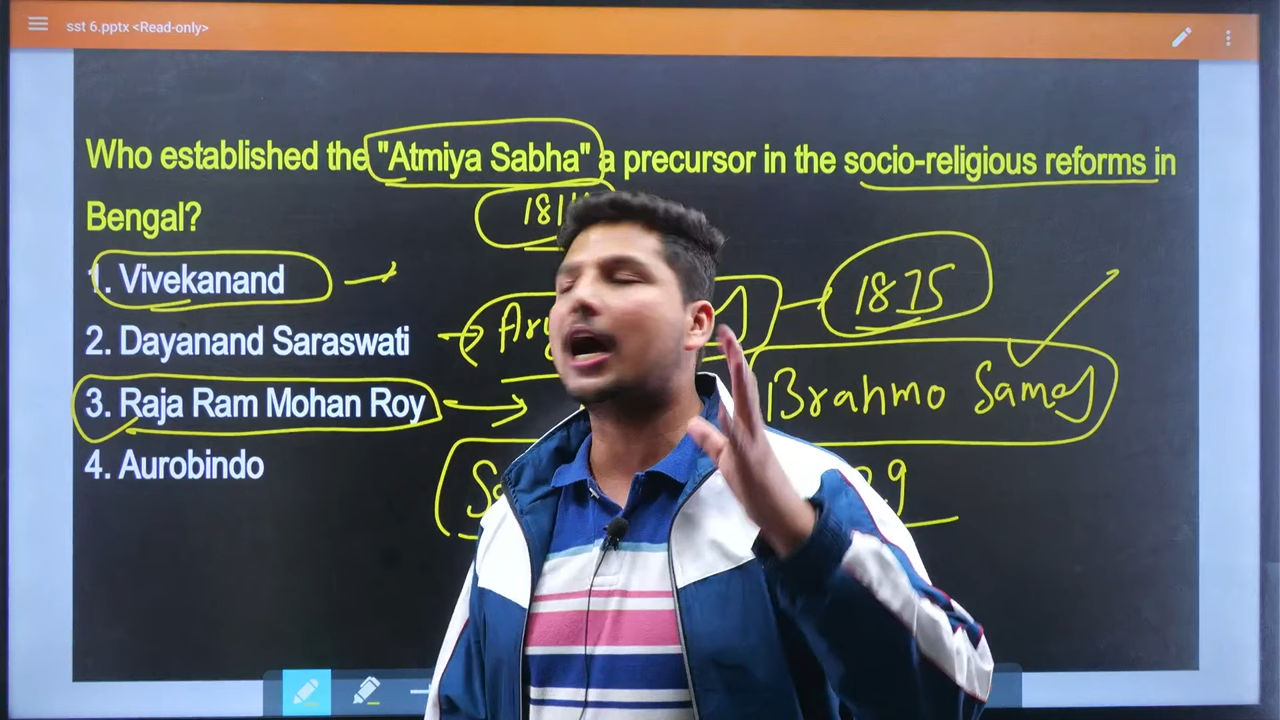 sst 6.pptx <Read-only>
Who established the "Atmiya Sabha" a precursor in the socio-religious reforms in
Bengal?
1. Vivekanand
1875
2. Dayanand Saraswati
3. Raja Ram Mohan Roy
Brahmo Samaj
4. Aurobindo